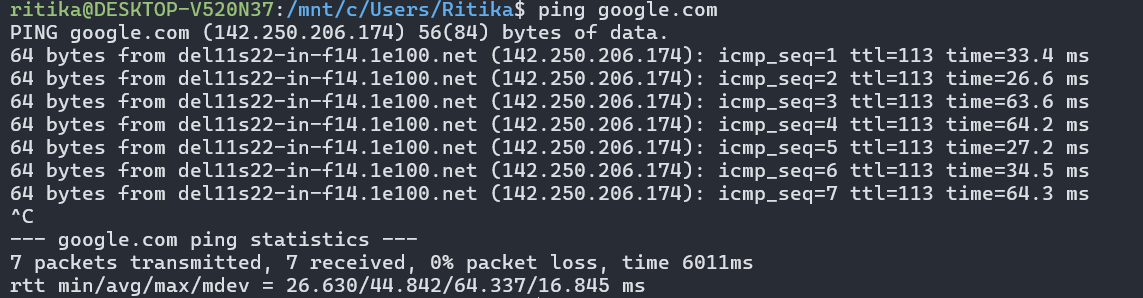 ritika@DESKTOP-V520N37:/mnt/c/Users/Ritika$ ping google.com
PING google.com (142.250.206.174) 56(84) bytes of data.
64 bytes from del11s22-in-f14.1e100.net (142.250.206.174): icmp_seq=1 ttl=113 time=33.4 ms
64 bytes from del11s22-in-f14.1e100.net (142.250.206.174): icmp_seq=2 ttl=113 time=26.6 ms
64 bytes from del11s22-in-f14.1e100.net (142.250.206.174): icmp_seq=3 ttl=113 time=63.6 ms
64 bytes from del11s22-in-f14.1e100.net (142.250.206.174): icmp_seq=4 ttl=113 time=64.2 ms
64 bytes from del11s22-in-f14.1e100.net (142.250.206.174): icmp_seq=5 ttl=113 time=27.2 ms
64 bytes from del11s22-in-f14.1e100.net (142.250.206.174): icmp_seq=6 ttl=113 time=34.5 ms
64 bytes from del11s22-in-f14.1e100.net (142.250.206.174): icmp_seq=7 ttl=113 time=64.3 ms
^C
--- google.com ping statistics ---
7 packets transmitted, 7 received, 0% packet loss, time 6011ms
rtt min/avg/max/mdev = 26.630/44.842/64.337/16.845 ms